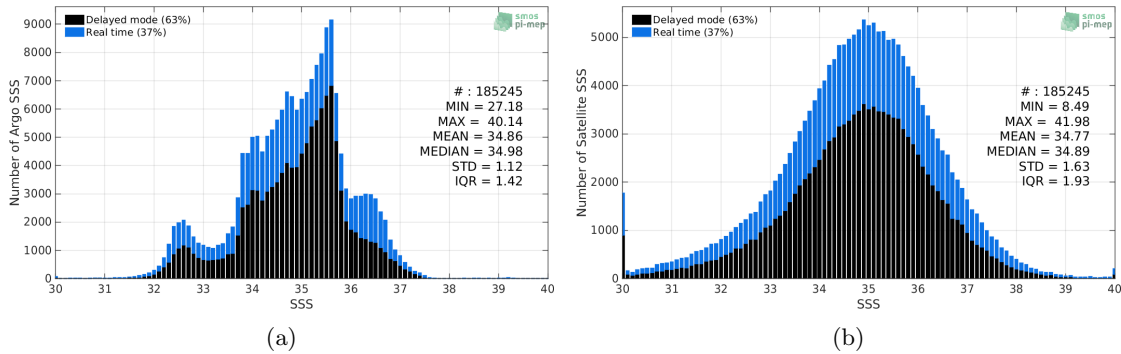 Delayed mode (63%)
Real time (37%)
smos
pi-mep
# : 185245
MIN = 27.18
MAX = 40.14
MEAN = 34.86
MEDIAN = 34.98
STD = 1.12
IQR = 1.42
Number of Argo SSS
9000
8000
7000
6000
5000
4000
3000
2000
1000
0
30 31 32 33 34 35 36 37 38 39 40
SSS
(a)
Delayed mode (63%)
Real time (37%)
smos
pi-mep
# : 185245
MIN = 8.49
MAX = 41.98
MEAN = 34.77
MEDIAN = 34.89
STD = 1.63
IQR = 1.93
Number of Satellite SSS
5000
4000
3000
2000
1000
0
30 31 32 33 34 35 36 37 38 39 40
SSS
(b)